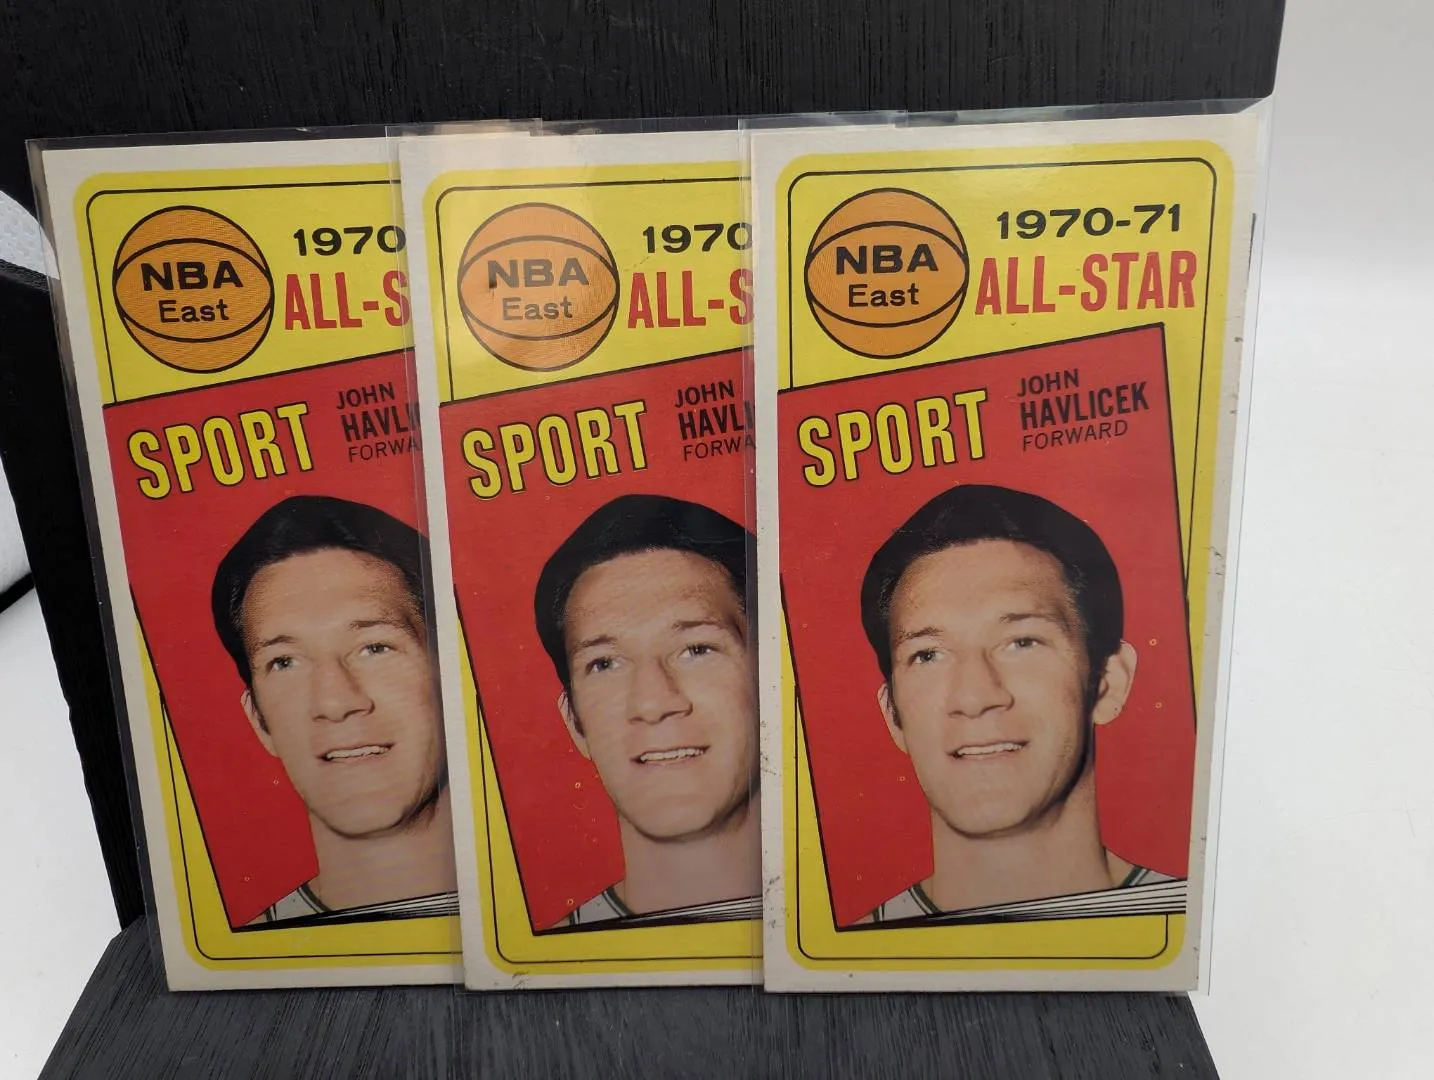 NBA
East
1970
ALL-S
SPORT
JOHN
HAVLIC
FORWA
NBA
East
1970
ALL-S
SPORT
JOHN
HAVLI
FORWA
NBA
East
1970-71
ALL-STAR
SPORT
JOHN
HAVLICEK
FORWARD